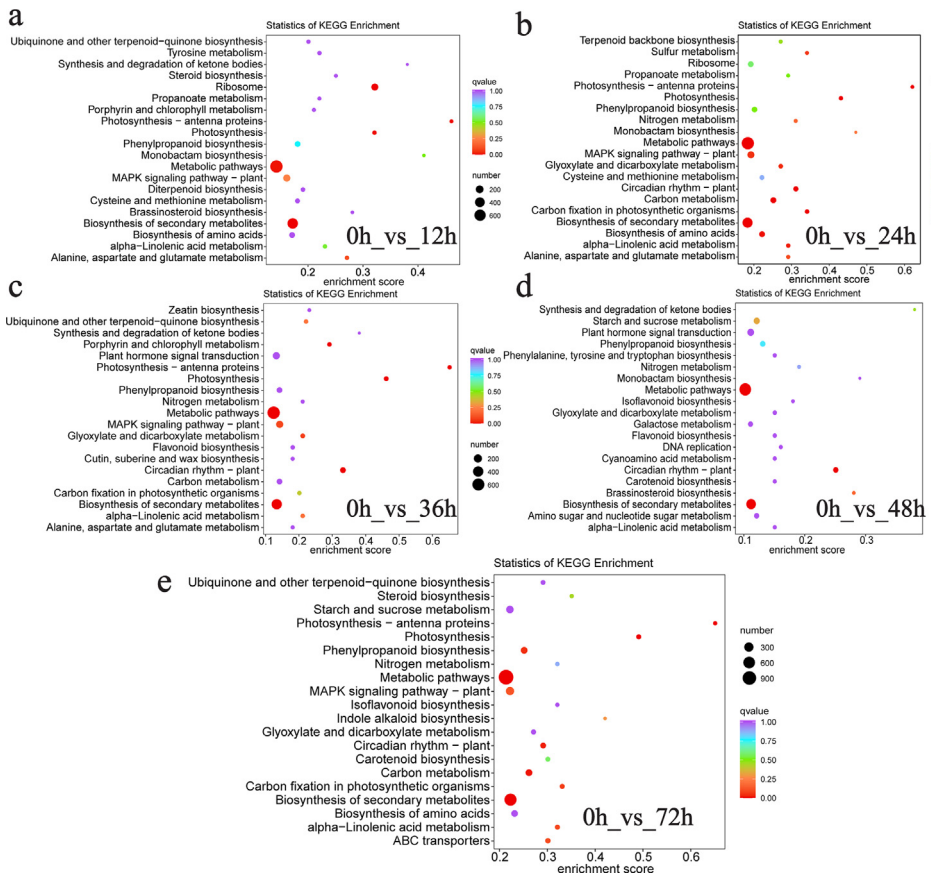 a
Statistics of KEGG Enrichment
Ubiquinone and other terpenoid−quinone biosynthesis
Tyrosine metabolism
Synthesis and degradation of ketone bodies
Steroid biosynthesis
Ribosome
Propanoate metabolism
Porphyrin and chlorophyll metabolism
Photosynthesis − antenna proteins
Photosynthesis
Phenylpropanoid biosynthesis
Monobactam biosynthesis
Metabolic pathways
MAPK signaling pathway − plant
Diterpenoid biosynthesis
Cysteine and methionine metabolism
Brassinosteroid biosynthesis
Biosynthesis of secondary metabolites
Biosynthesis of amino acids
alpha−Linolenic acid metabolism
Alanine, aspartate and glutamate metabolism
0h_vs_12h
0.2 0.3 0.4
enrichment score
qvalue
1.00
0.75
0.50
0.25
0.00
number
200
400
600
b
Statistics of KEGG Enrichment
Terpenoid backbone biosynthesis
Sulfur metabolism
Ribosome
Propanoate metabolism
Photosynthesis − antenna proteins
Photosynthesis
Phenylpropanoid biosynthesis
Nitrogen metabolism
Monobactam biosynthesis
Metabolic pathways
MAPK signaling pathway − plant
Glyoxylate and dicarboxylate metabolism
Cysteine and methionine metabolism
Circadian rhythm − plant
Carbon metabolism
Carbon fixation in photosynthetic organisms
Biosynthesis of secondary metabolites
Biosynthesis of amino acids
alpha−Linolenic acid metabolism
Alanine, aspartate and glutamate metabolism
0h_vs_24h
0.2 0.3 0.4 0.5 0.6
enrichment score
c
Statistics of KEGG Enrichment
Zeatin biosynthesis
Ubiquinone and other terpenoid−quinone biosynthesis
Synthesis and degradation of ketone bodies
Porphyrin and chlorophyll metabolism
Plant hormone signal transduction
Photosynthesis − antenna proteins
Photosynthesis
Phenylpropanoid biosynthesis
Nitrogen metabolism
Metabolic pathways
MAPK signaling pathway − plant
Glyoxylate and dicarboxylate metabolism
Flavonoid biosynthesis
Cutin, suberine and wax biosynthesis
Circadian rhythm − plant
Carbon metabolism
Carbon fixation in photosynthetic organisms
Biosynthesis of secondary metabolites
alpha−Linolenic acid metabolism
Alanine, aspartate and glutamate metabolism
0h_vs_36h
0.1 0.2 0.3 0.4 0.5 0.6
enrichment score
qvalue
1.00
0.75
0.50
0.25
0.00
number
200
400
600
d
Statistics of KEGG Enrichment
Synthesis and degradation of ketone bodies
Starch and sucrose metabolism
Plant hormone signal transduction
Phenylpropanoid biosynthesis
Phenylalanine, tyrosine and tryptophan biosynthesis
Nitrogen metabolism
Monobactam biosynthesis
Metabolic pathways
Isoflavonoid biosynthesis
Glyoxylate and dicarboxylate metabolism
Galactose metabolism
Flavonoid biosynthesis
DNA replication
Cyanoamino acid metabolism
Circadian rhythm − plant
Carotenoid biosynthesis
Brassinosteroid biosynthesis
Biosynthesis of secondary metabolites
Amino sugar and nucleotide sugar metabolism
alpha−Linolenic acid metabolism
0h_vs_48h
0.1 0.2 0.3
enrichment score
e
Statistics of KEGG Enrichment
Ubiquinone and other terpenoid−quinone biosynthesis
Steroid biosynthesis
Starch and sucrose metabolism
Photosynthesis − antenna proteins
Photosynthesis
Phenylpropanoid biosynthesis
Nitrogen metabolism
Metabolic pathways
MAPK signaling pathway − plant
Isoflavonoid biosynthesis
Indole alkaloid biosynthesis
Glyoxylate and dicarboxylate metabolism
Circadian rhythm − plant
Carotenoid biosynthesis
Carbon metabolism
Carbon fixation in photosynthetic organisms
Biosynthesis of secondary metabolites
Biosynthesis of amino acids
alpha−Linolenic acid metabolism
ABC transporters
0h_vs_72h
0.2 0.3 0.4 0.5 0.6
enrichment score
number
300
600
900
qvalue
1.00
0.75
0.50
0.25
0.00